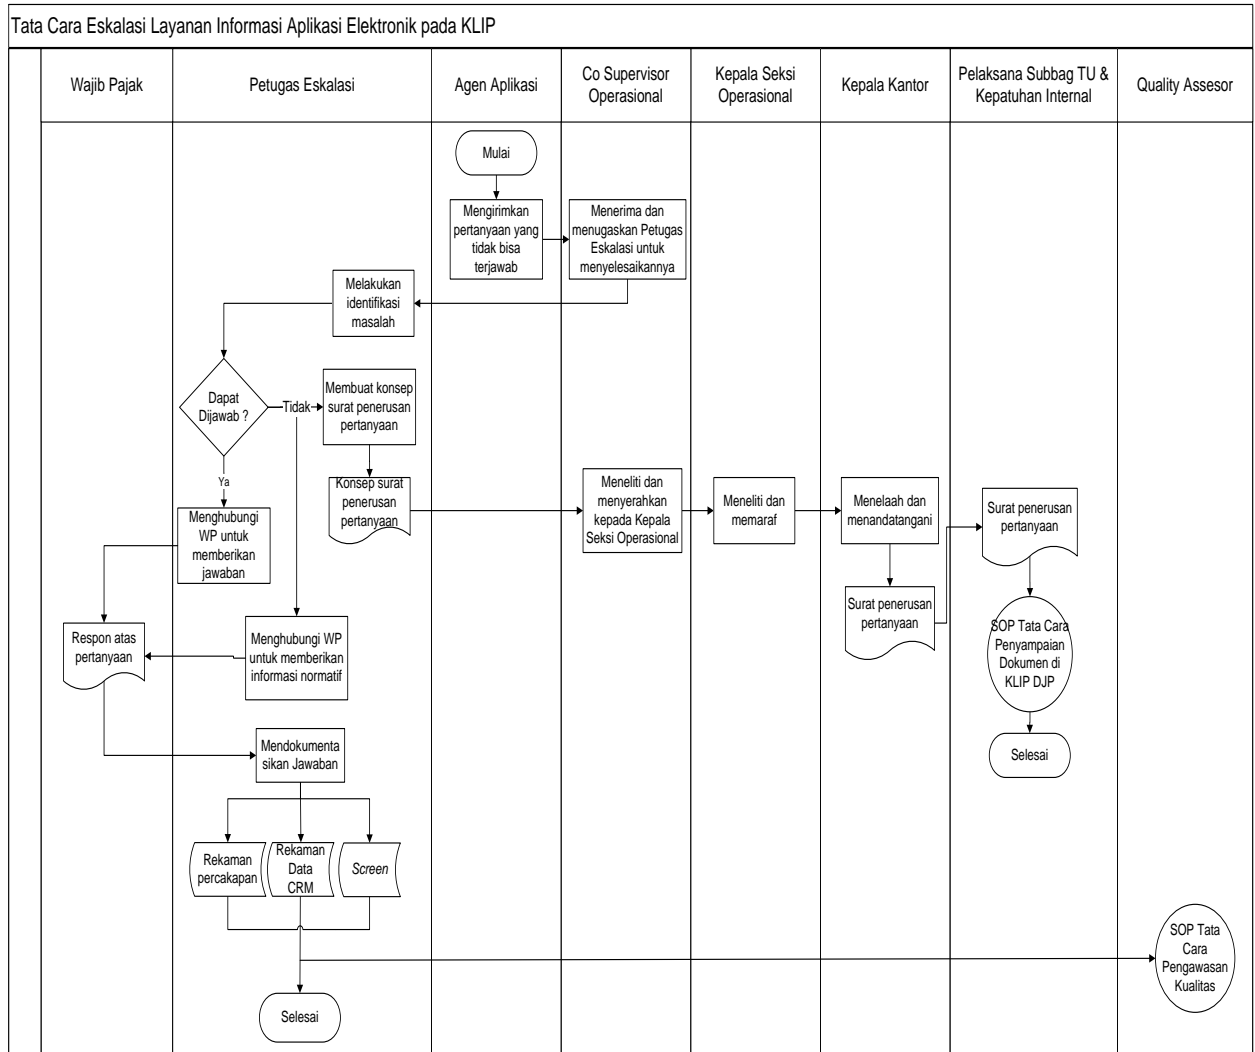 Tata Cara Eskalasi Layanan Informasi Aplikasi Elektronik pada KLIP
Wajib Pajak
Petugas Eskalasi
Agen Aplikasi
Co Supervisor
Operasional
Kepala Seksi
Operasional
Kepala Kantor
Pelaksana Subbag TU &
Kepatuhan Internal
Quality Assesor
Mulai
Mengirimkan
pertanyaan yang
tidak bisa
terjawab
Menerima dan
menugaskan Petugas
Eskalasi untuk
menyelesaikannya
Melakukan
identifikasi
masalah
Dapat
Dijawab ?
Tidak
Membuat konsep
surat penerusan
pertanyaan
Ya
Konsep surat
penerusan
pertanyaan
Meneliti dan
menyerahkan
kepada Kepala
Seksi Operasional
Meneliti dan
memaraf
Menelaah dan
menandatangani
Surat penerusan
pertanyaan
Surat penerusan
pertanyaan
SOP Tata Cara
Penyampaian
Dokumen di
KLIP DJP
Selesai
Menghubungi
WP untuk
memberikan
jawaban
Respon atas
pertanyaan
Menghubungi WP
untuk memberikan
informasi normatif
Mendokumenta
sikan Jawaban
Rekaman
percakapan
Rekaman
Data
CRM
Screen
SOP Tata
Cara
Pengawasan
Kualitas
Selesai